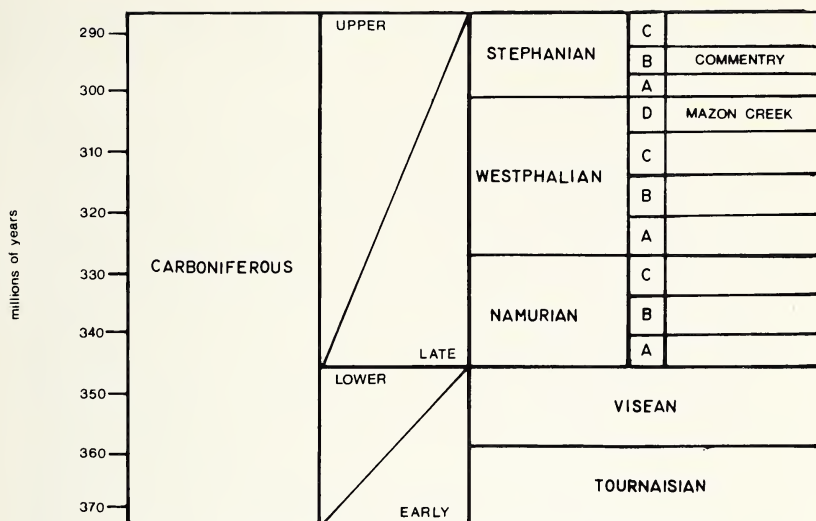 millions of years
290
300
310
320
330
340
350
360
370
CARBONIFEROUS
UPPER
LATE
LOWER
EARLY
STEPHANIAN
C
B COMMENTRY
A
WESTPHALIAN
D MAZON CREEK
C
B
A
NAMURIAN
C
B
A
VISEAN
TOURNAISIAN